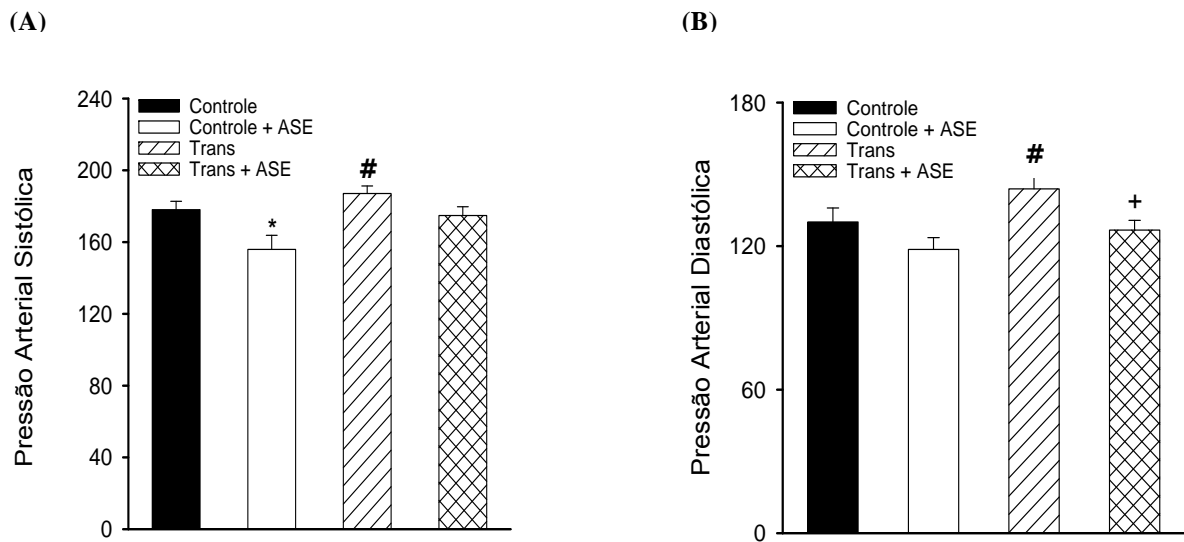 (A)
240
200
160
120
80
40
0
Pressão Arterial Sistólica
Controle
Controle + ASE
Trans
Trans + ASE
*
#
(B)
180
120
60
0
Pressão Arterial Diastólica
Controle
Controle + ASE
Trans
Trans + ASE
#
+